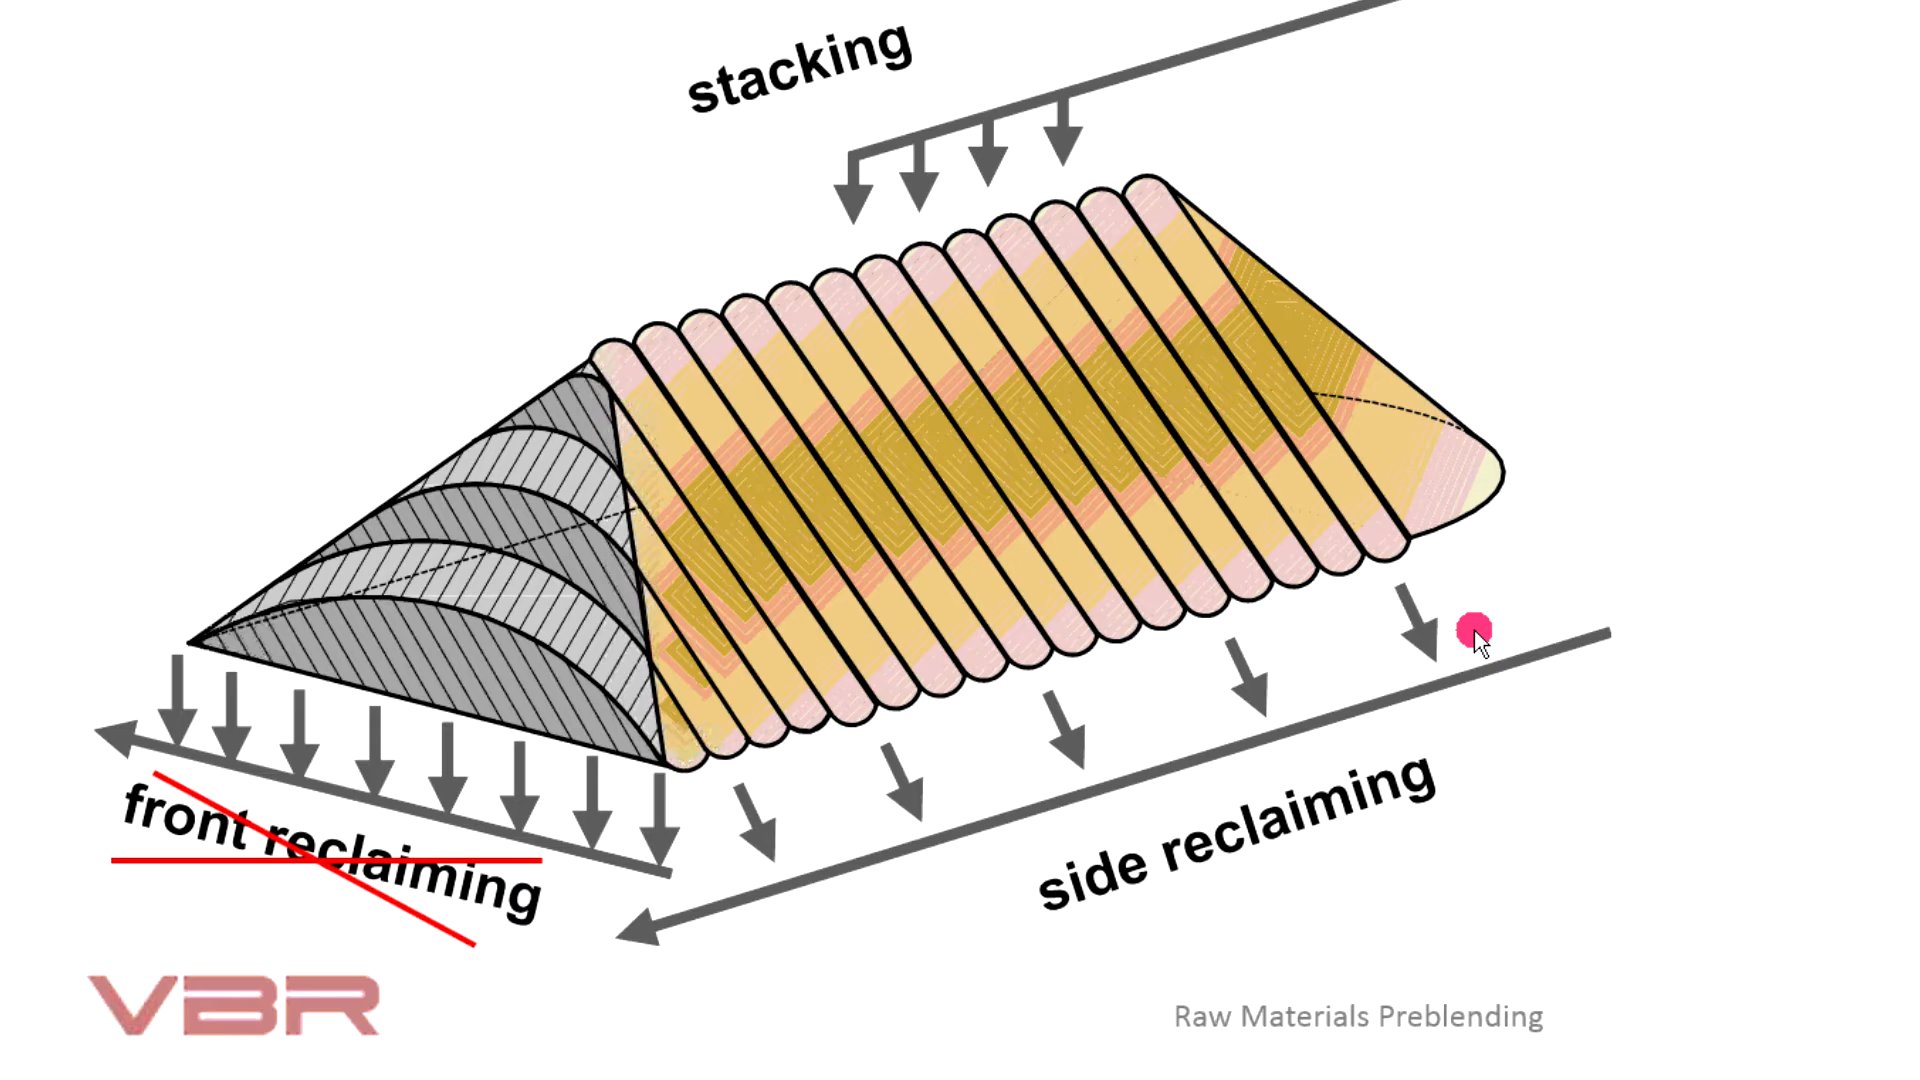 stacking
front reclaiming
side reclaiming
VBR
Raw Materials Preblending